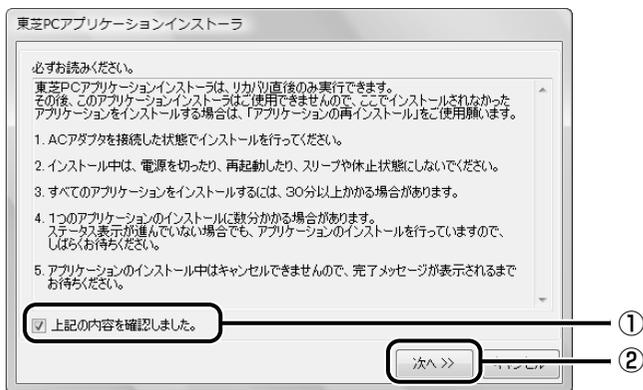 東芝PCアプリケーションインストーラ
必ずお読みください。
東芝PCアプリケーションインストーラは、リカバリ直後のみ実行できます。
その後、このアプリケーションインストーラはご使用できませんので、ここでインストールされなかった
アプリケーションをインストールする場合は、「アプリケーションの再インストール」をご使用願います。
1. ACアダプタを接続した状態でインストールを行ってください。
2. インストール中は、電源を切ったり、再起動したり、スリープや休止状態にしないでください。
3. すべてのアプリケーションをインストールするには、30分以上かかる場合があります。
4. 1つのアプリケーションのインストールに数分かかる場合があります。
ステータス表示が進んでいない場合でも、アプリケーションのインストールを行っていますので、
しばらくお待ちください。
5. アプリケーションのインストール中はキャンセルできませんので、完了メッセージが表示されるまで
お待ちください。
上記の内容を確認しました。
①
次へ >>
②